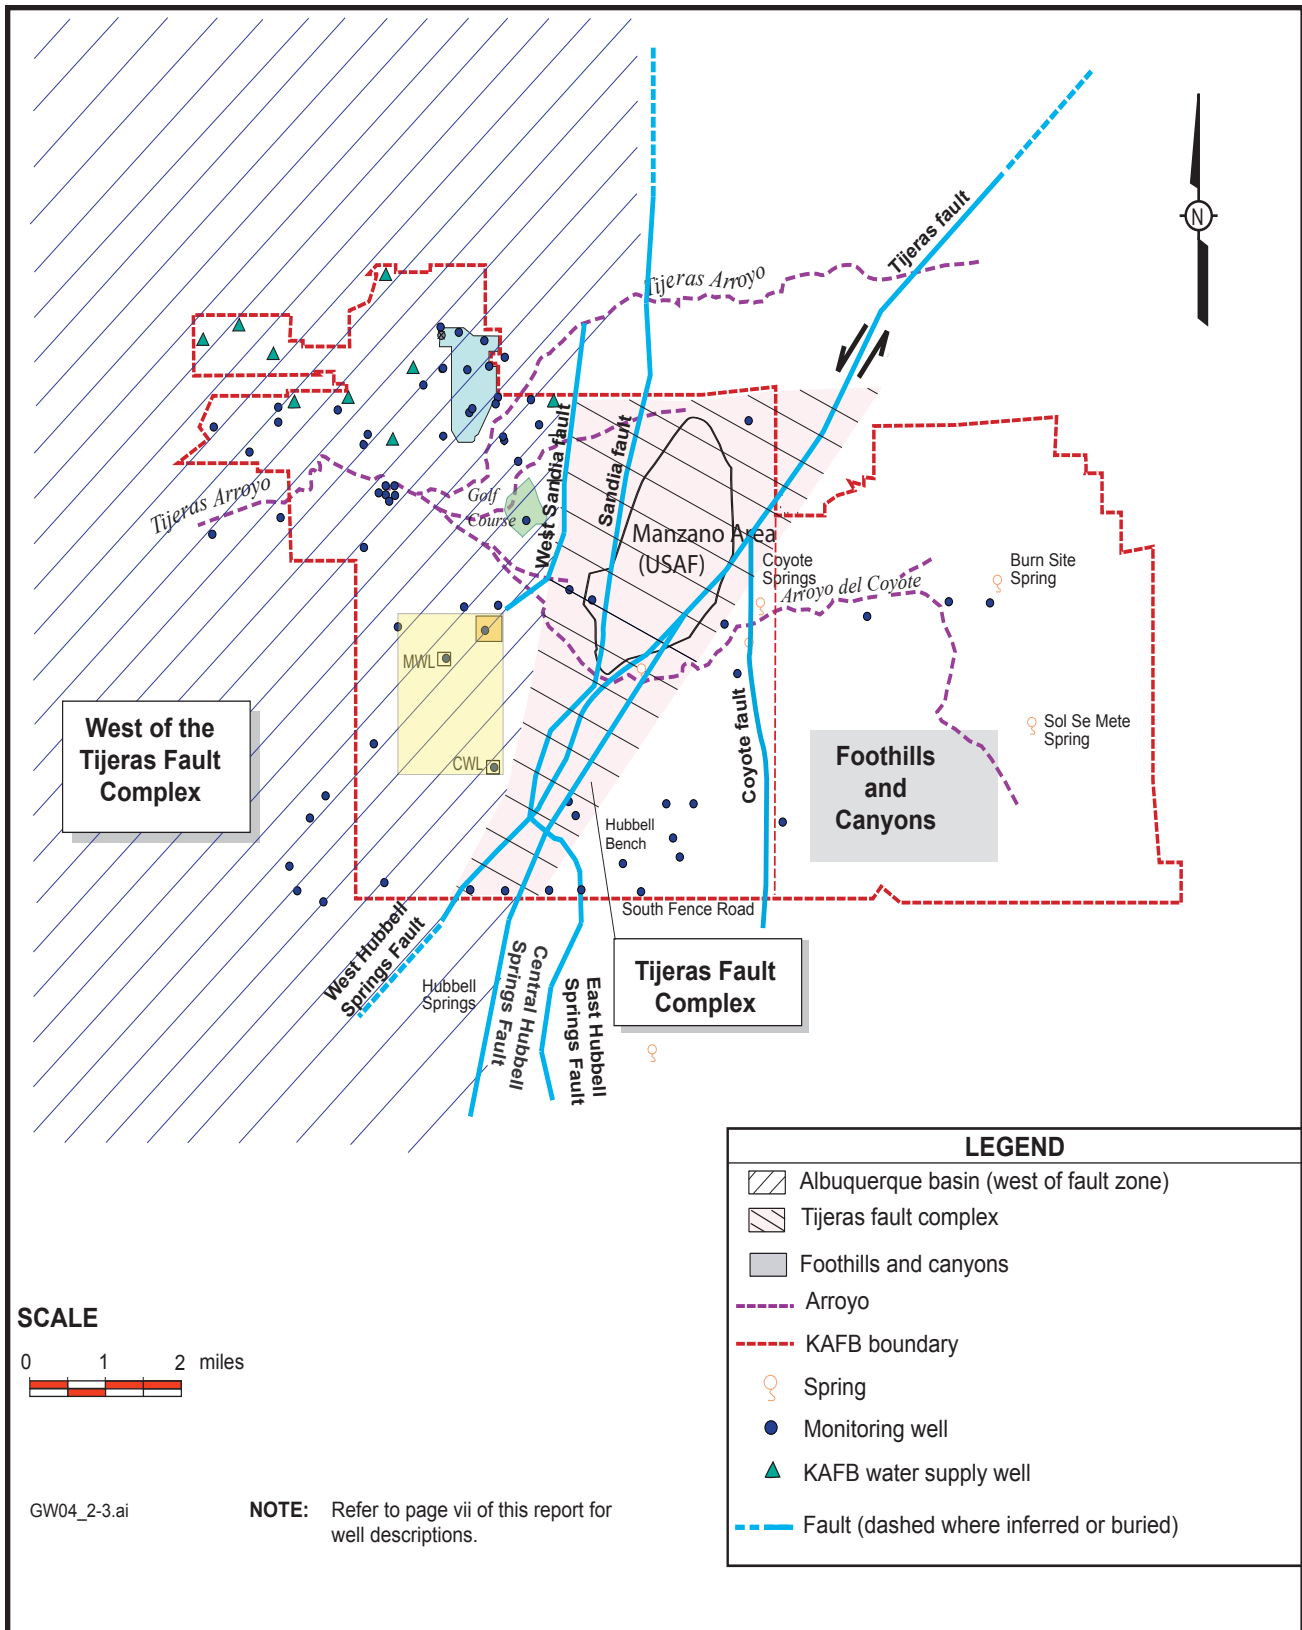 N
Tijeras fault
Tijeras Arroyo
West Sandia fault
Sandia fault
Tijeras Arroyo
Golf
Course
Manzano Area
(USAF)
Coyote
Springs
Arroyo del Coyote
Burn Site
Spring
MWL
CWL
West of the
Tijeras Fault
Complex
Coyote fault
Sol Se Mete
Spring
Foothills
and
Canyons
Hubbell
Bench
South Fence Road
West Hubbell
Springs Fault
Hubbell
Springs
Central Hubbell
Springs Fault
East Hubbell
Springs Fault
Tijeras Fault
Complex
LEGEND
Albuquerque basin (west of fault zone)
Tijeras fault complex
Foothills and canyons
Arroyo
KAFB boundary
Spring
Monitoring well
KAFB water supply well
Fault (dashed where inferred or buried)
SCALE
0 1 2 miles
GW04_2-3.ai
NOTE: Refer to page vii of this report for
well descriptions.